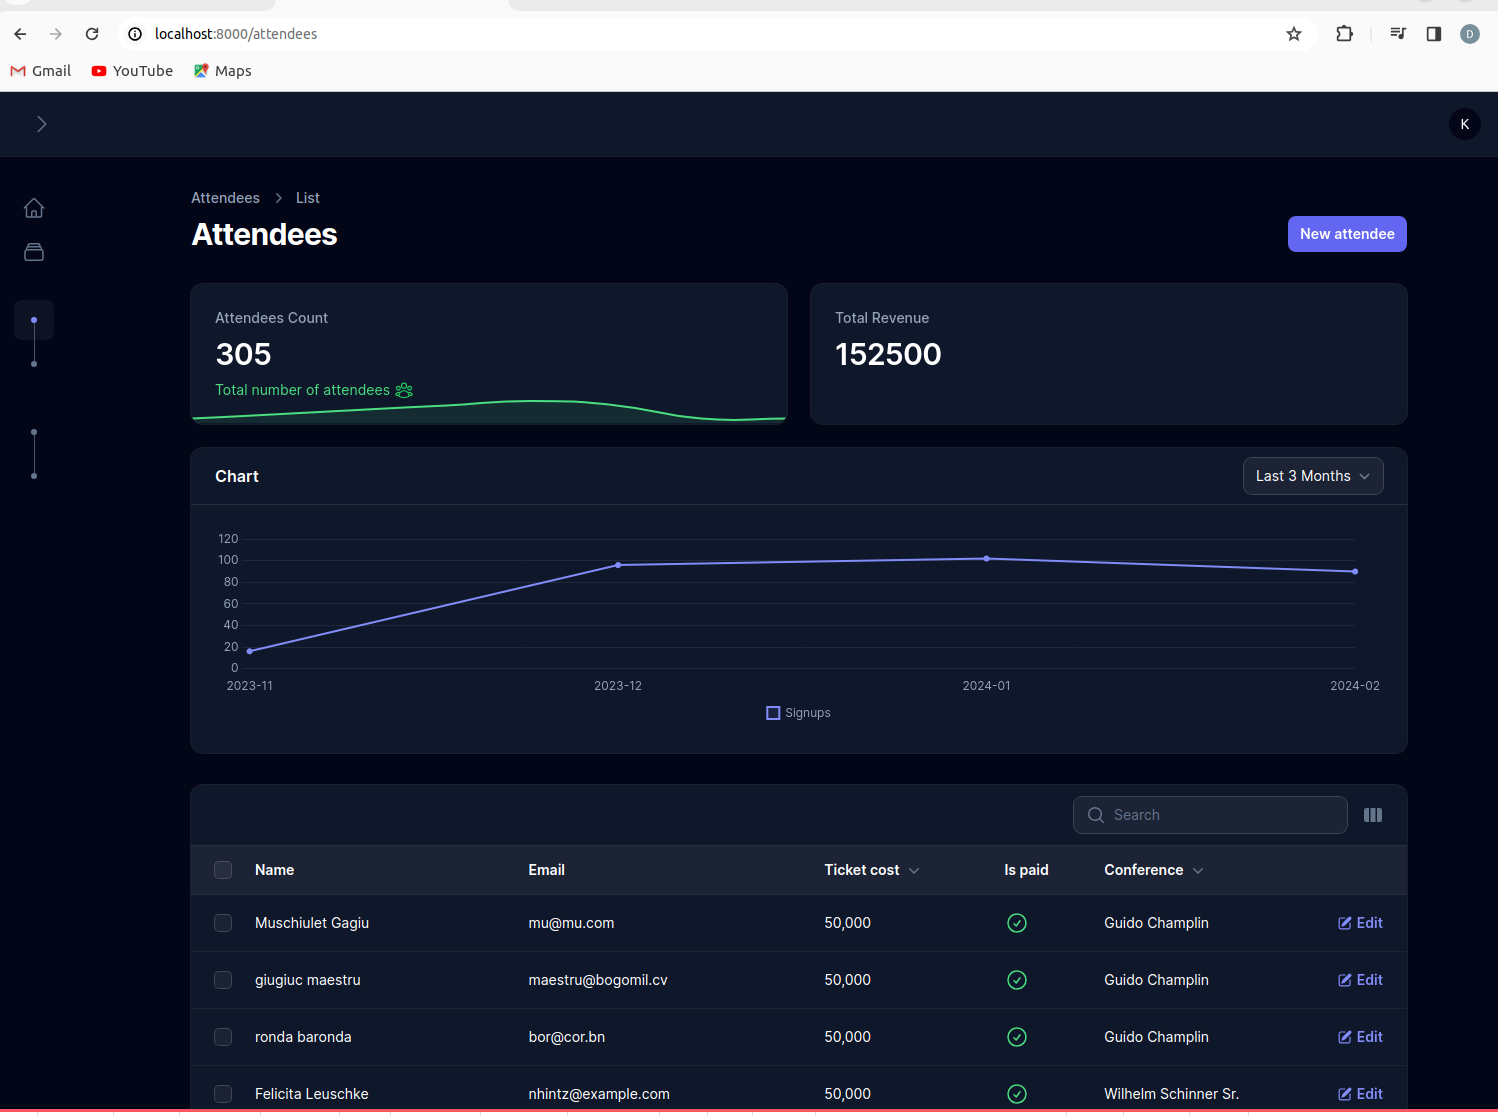 localhost:8000/attendees
D
Gmail YouTube Maps
K
Attendees List
Attendees
New attendee
Attendees Count
305
Total number of attendees
Total Revenue
152500
Chart
Last 3 Months
120
100
80
60
40
20
0
2023-11 2023-12 2024-01 2024-02
Signups
Search
Name Email Ticket cost Is paid Conference
Muschiulet Gagiu mu@mu.com 50,000 Guido Champlin Edit
giugiuc maestru maestru@bogomil.cv 50,000 Guido Champlin Edit
ronda baronda bor@cor.bn 50,000 Guido Champlin Edit
Felicita Leuschke nhintz@example.com 50,000 Wilhelm Schinner Sr. Edit